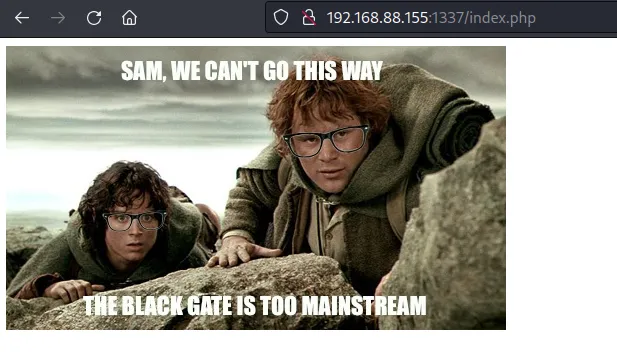 192.168.88.155:1337/index.php
SAM, WE CAN'T GO THIS WAY
THE BLACK GATE IS TOO MAINSTREAM